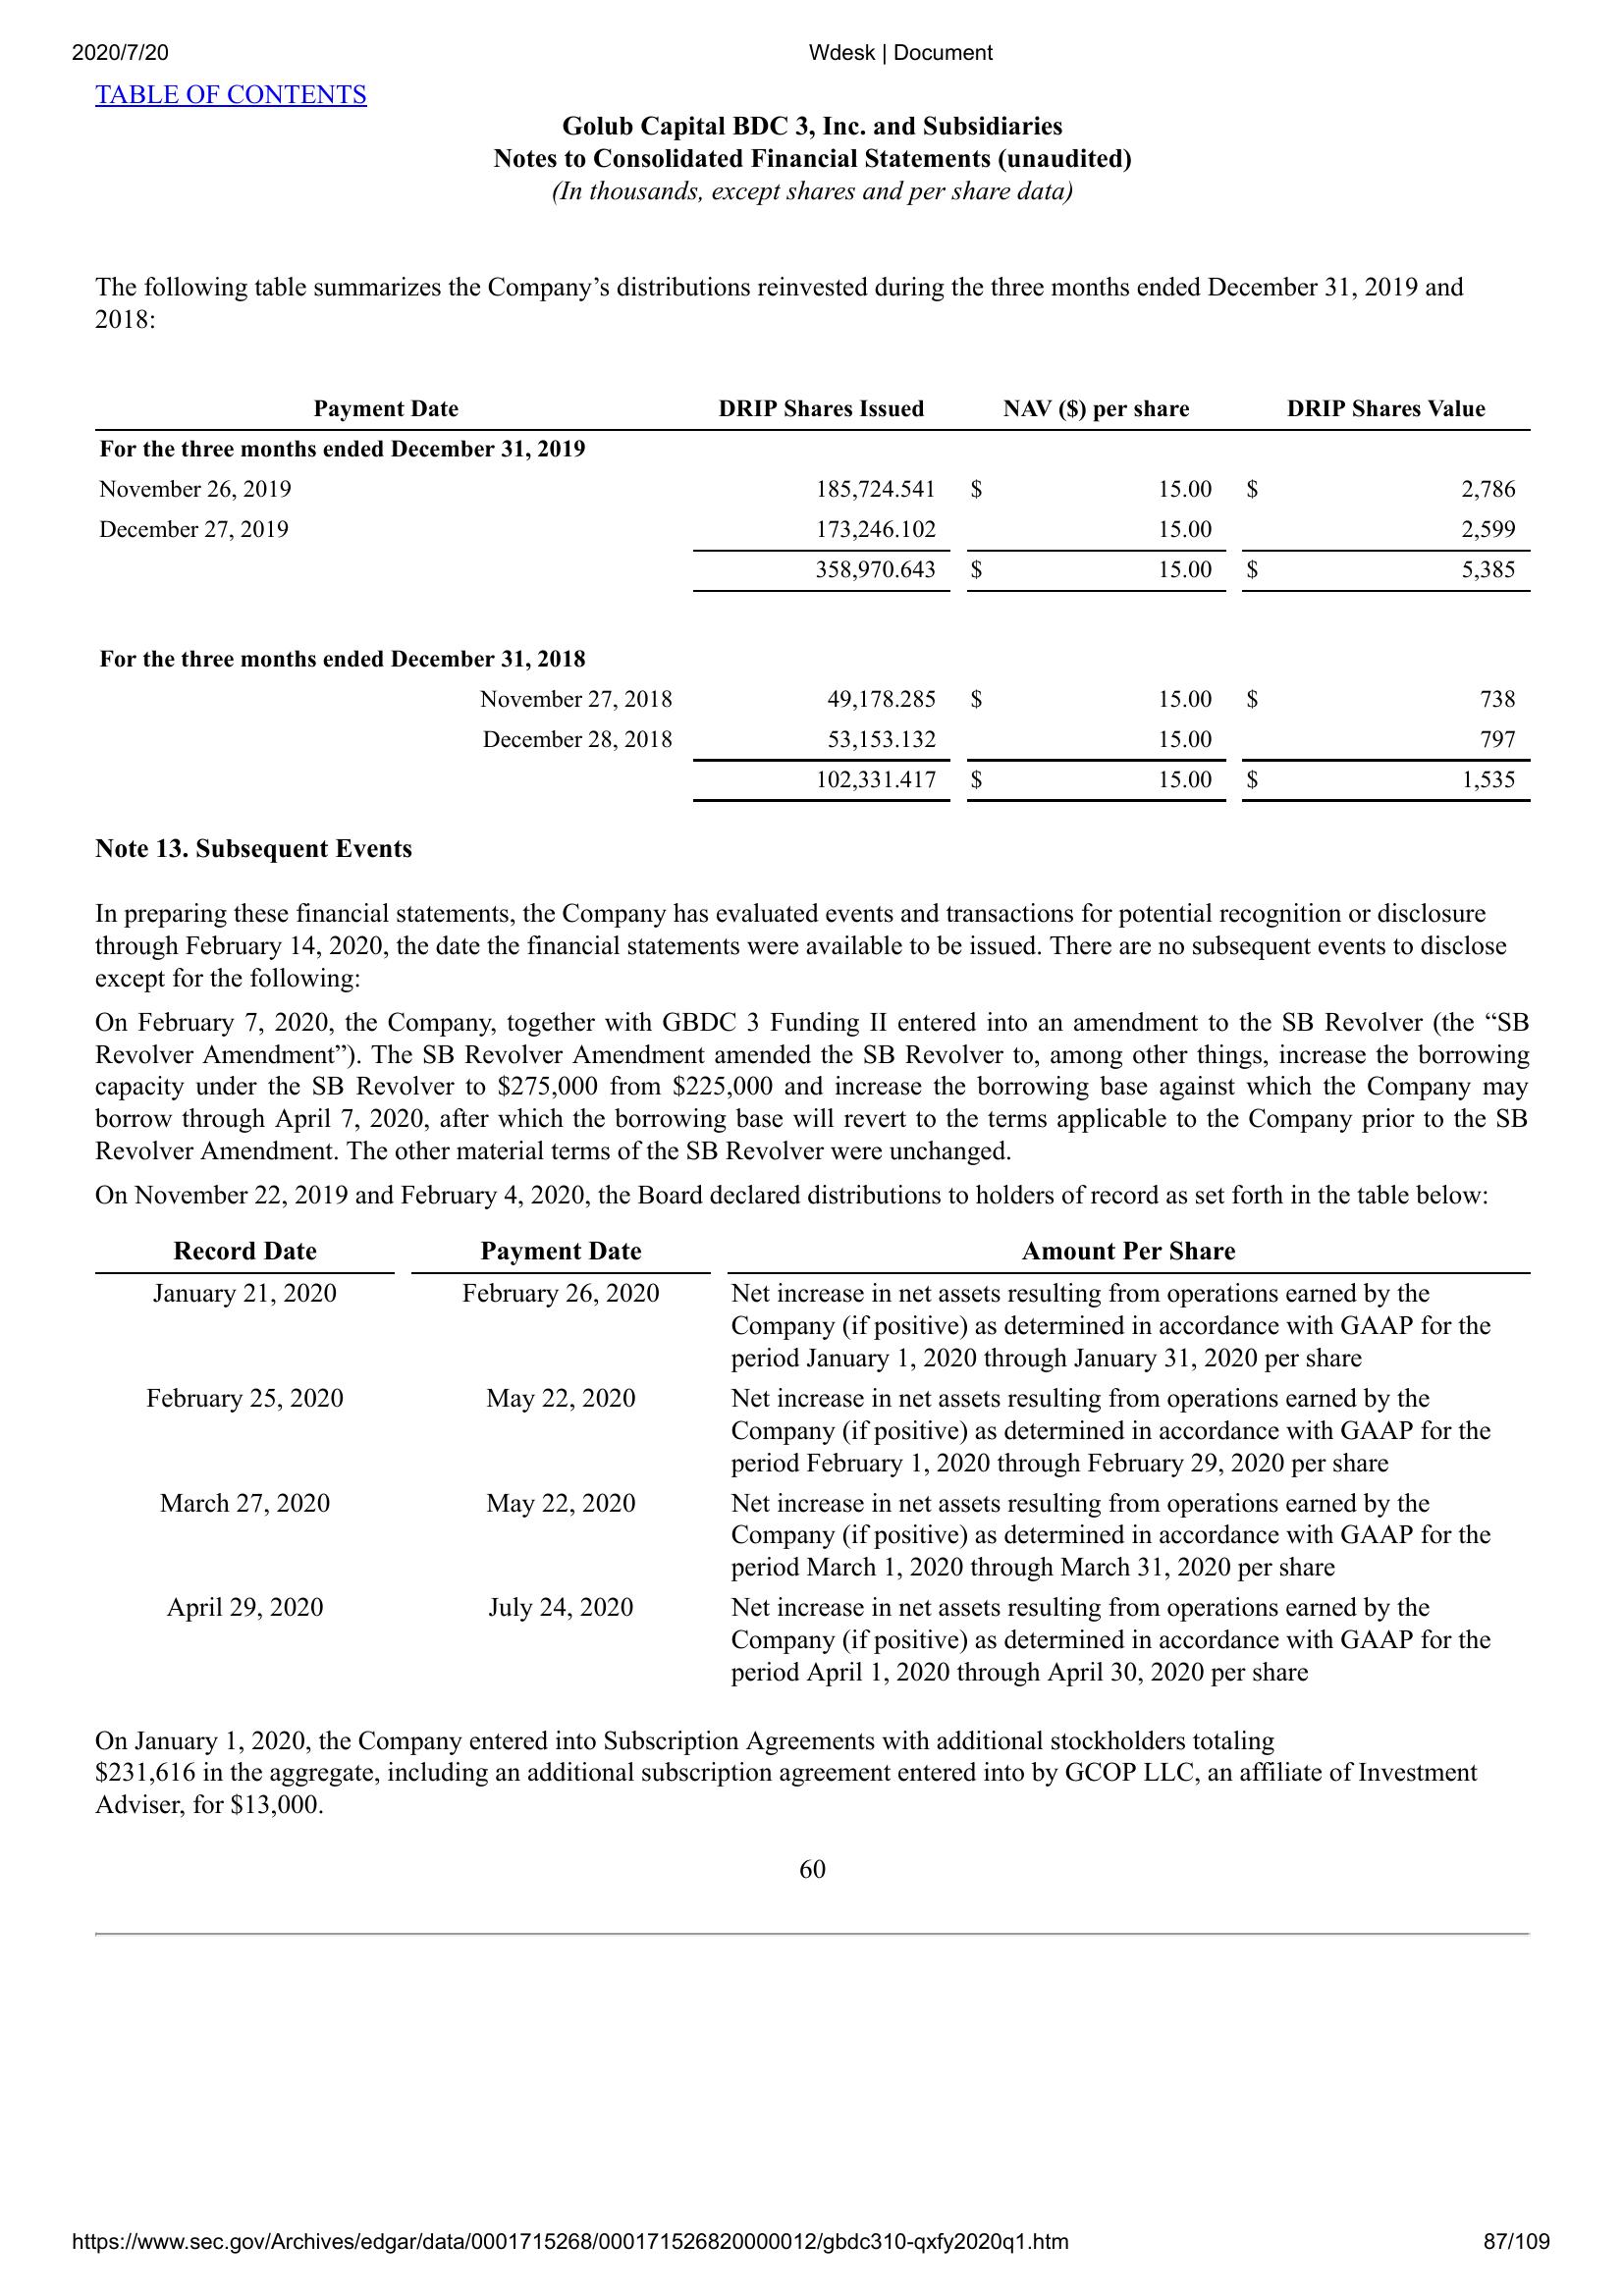 2020/7/20 Wdesk | Document
TABLE OF CONTENTS
Golub Capital BDC 3, Inc. and Subsidiaries
Notes to Consolidated Financial Statements (unaudited)
(In thousands, except shares and per share data)
The following table summarizes the Company’s distributions reinvested during the three months ended December 31, 2019 and
2018:
Payment Date DRIP Shares Issued NAV ($) per share DRIP Shares Value
For the three months ended December 31, 2019
November 26, 2019 185,724.541 $ 15.00 $ 2,786
December 27, 2019 173,246.102 15.00 2,599
358,970.643 $ 15.00 $ 5,385
For the three months ended December 31, 2018
November 27, 2018 49,178.285 $ 15.00 $ 738
December 28, 2018 53,153.132 15.00 797
102,331.417 $ 15.00 $ 1,535
Note 13. Subsequent Events
In preparing these financial statements, the Company has evaluated events and transactions for potential recognition or disclosure
through February 14, 2020, the date the financial statements were available to be issued. There are no subsequent events to disclose
except for the following:
On February 7, 2020, the Company, together with GBDC 3 Funding II entered into an amendment to the SB Revolver (the “SB
Revolver Amendment”). The SB Revolver Amendment amended the SB Revolver to, among other things, increase the borrowing
capacity under the SB Revolver to $275,000 from $225,000 and increase the borrowing base against which the Company may
borrow through April 7, 2020, after which the borrowing base will revert to the terms applicable to the Company prior to the SB
Revolver Amendment. The other material terms of the SB Revolver were unchanged.
On November 22, 2019 and February 4, 2020, the Board declared distributions to holders of record as set forth in the table below:
Record Date Payment Date Amount Per Share
January 21, 2020 February 26, 2020 Net increase in net assets resulting from operations earned by the
Company (if positive) as determined in accordance with GAAP for the
period January 1, 2020 through January 31, 2020 per share
February 25, 2020 May 22, 2020 Net increase in net assets resulting from operations earned by the
Company (if positive) as determined in accordance with GAAP for the
period February 1, 2020 through February 29, 2020 per share
March 27, 2020 May 22, 2020 Net increase in net assets resulting from operations earned by the
Company (if positive) as determined in accordance with GAAP for the
period March 1, 2020 through March 31, 2020 per share
April 29, 2020 July 24, 2020 Net increase in net assets resulting from operations earned by the
Company (if positive) as determined in accordance with GAAP for the
period April 1, 2020 through April 30, 2020 per share
On January 1, 2020, the Company entered into Subscription Agreements with additional stockholders totaling
$231,616 in the aggregate, including an additional subscription agreement entered into by GCOP LLC, an affiliate of Investment
Adviser, for $13,000.
60
https://www.sec.gov/Archives/edgar/data/0001715268/000171526820000012/gbdc310-qxfy2020q1.htm 87/109